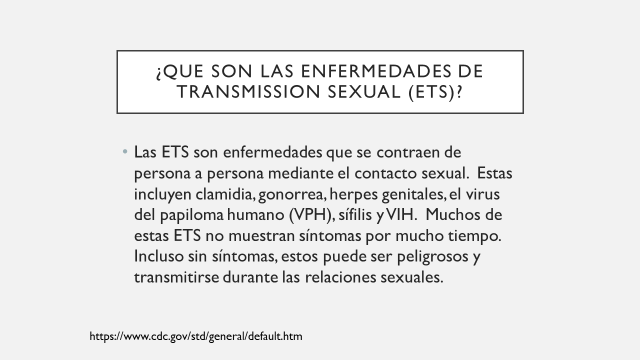 ¿QUE SON LAS ENFERMEDADES DE
TRANSMISSION SEXUAL (ETS)?
• Las ETS son enfermedades que se contraen de
persona a persona mediante el contacto sexual.  Estas
incluyen clamidia, gonorrea, herpes genitales, el virus
del papiloma humano (VPH), sífilis y VIH.  Muchos de
estas ETS no muestran síntomas por mucho tiempo.
Incluso sin síntomas, estos puede ser peligrosos y
transmitirse durante las relaciones sexuales.
https://www.cdc.gov/std/general/default.htm